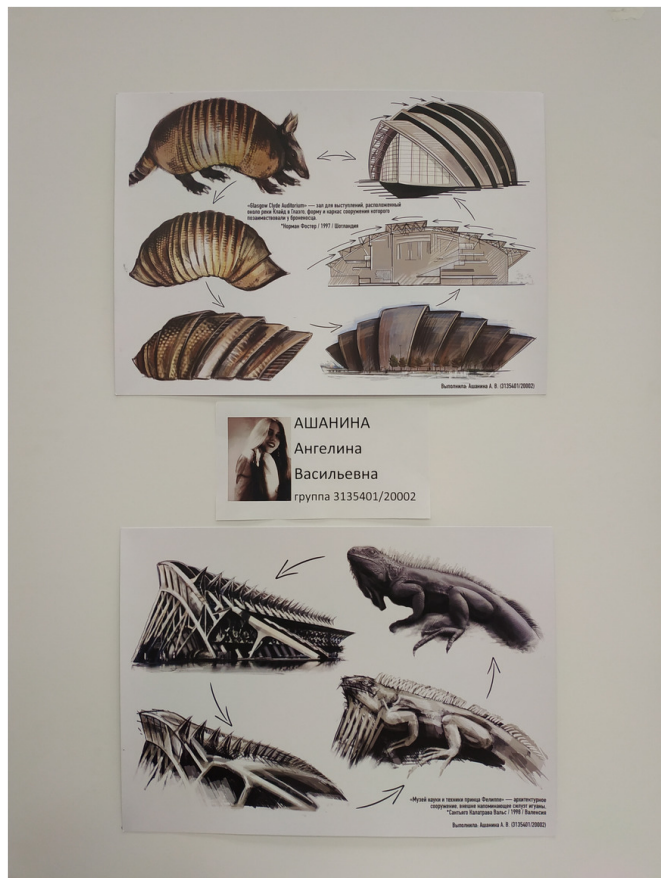 «Glasgow Clyde Auditorium» — зал для выступлений, расположенный
около реки Клайд в Глазго, форму и каркас сооружения которого
позаимствовали у броненосца.
*Норман Фостер / 1997 / Шотландия
Выполнила: Ашанина А. В. (3135401/20002)
АШАНИНА
Ангелина
Васильевна
группа 3135401/20002
«Музей науки и техники принца Фелипе» — архитектурное
сооружение, внешне напоминающее силуэт игуаны.
*Сантьяго Калатрава Вальс / 1998 / Валенсия
Выполнила: Ашанина А. В. (3135401/20002)